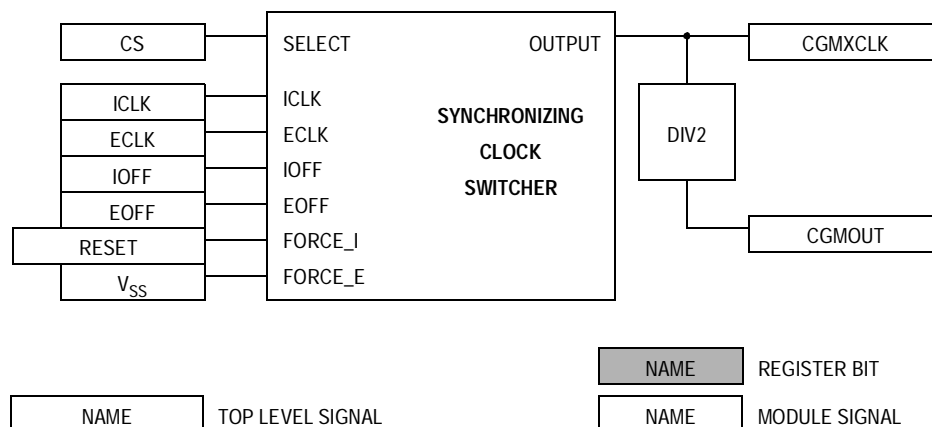 CS
SELECT
OUTPUT
CGMXCLK
ICLK
ICLK
ECLK
ECLK
IOFF
IOFF
EOFF
EOFF
RESET
FORCE_I
V_SS
FORCE_E
SYNCHRONIZING
CLOCK
SWITCHER
DIV2
CGMOUT
NAME
REGISTER BIT
NAME
TOP LEVEL SIGNAL
NAME
MODULE SIGNAL